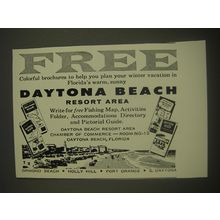 FREE
Colorful brochures to help you plan your winter vacation in
Florida's warm, sunny
DAYTONA BEACH
RESORT AREA
Write for free Fishing Map, Activities
Folder, Accommodations Directory
and Pictorial Guide.
DAYTONA BEACH RESORT AREA
CHAMBER OF COMMERCE — ROOM NO.
DAYTONA BEACH, FLORIDA
ORMOND BEACH • HOLLY HILL • PORT ORANGE • S. DAYTONA